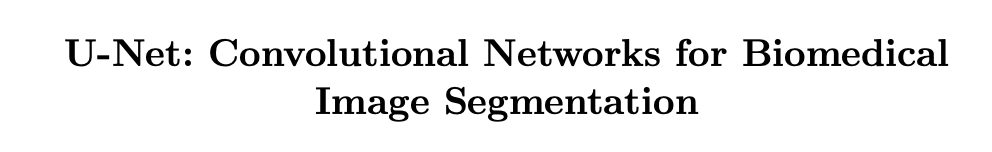 U-Net: Convolutional Networks for Biomedical
Image Segmentation